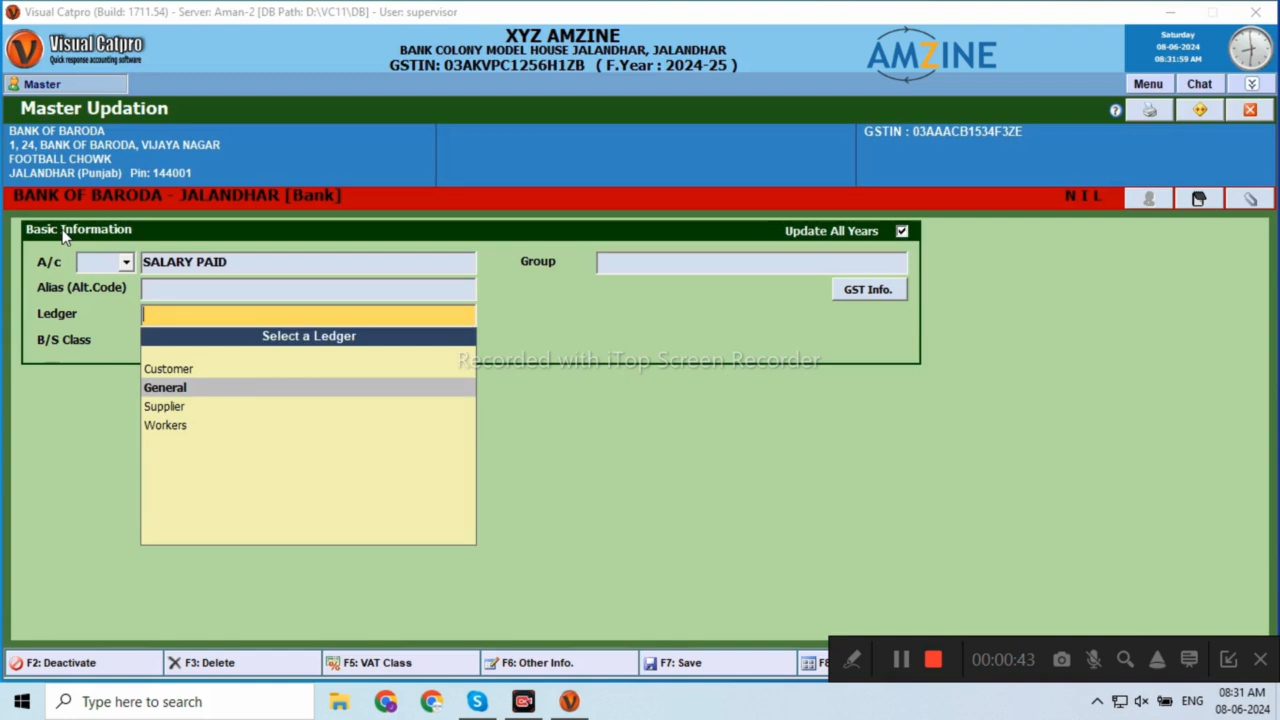 Visual Catpro (Build: 1711.54) - Server: Aman-2 [DB Path: D:\VC11\DB] - User: supervisor
Visual Catpro
Quick response accounting software
XYZ AMZINE
BANK COLONY MODEL HOUSE JALANDHAR, JALANDHAR
GSTIN: 03AKVPC1256H1ZB ( F.Year : 2024-25 )
AMZINE
Saturday
08-06-2024
08:31:59 AM
Master
Menu
Chat
Master Updation
BANK OF BARODA
1, 24, BANK OF BARODA, VIJAYA NAGAR
FOOTBALL CHOWK
JALANDHAR (Punjab) Pin: 144001
GSTIN : 03AAACB1534F3ZE
BANK OF BARODA - JALANDHAR [Bank]
N I L
Basic Information
Update All Years
A/c
SALARY PAID
Group
Alias (Alt.Code)
GST Info.
Ledger
B/S Class
Select a Ledger
Customer
General
Supplier
Workers
Recorded with iTop Screen Recorder
F2: Deactivate
F3: Delete
F5: VAT Class
F6: Other Info.
F7: Save
F8
00:00:43
Type here to search
ENG
08:31 AM
08-06-2024